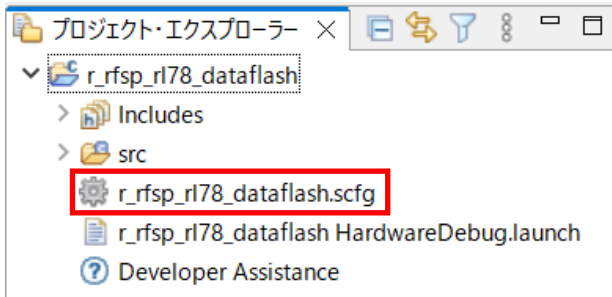 プロジェクト・エクスプローラー
r_rfsp_rl78_dataflash
Includes
src
r_rfsp_rl78_dataflash.scfg
r_rfsp_rl78_dataflash HardwareDebug.launch
Developer Assistance